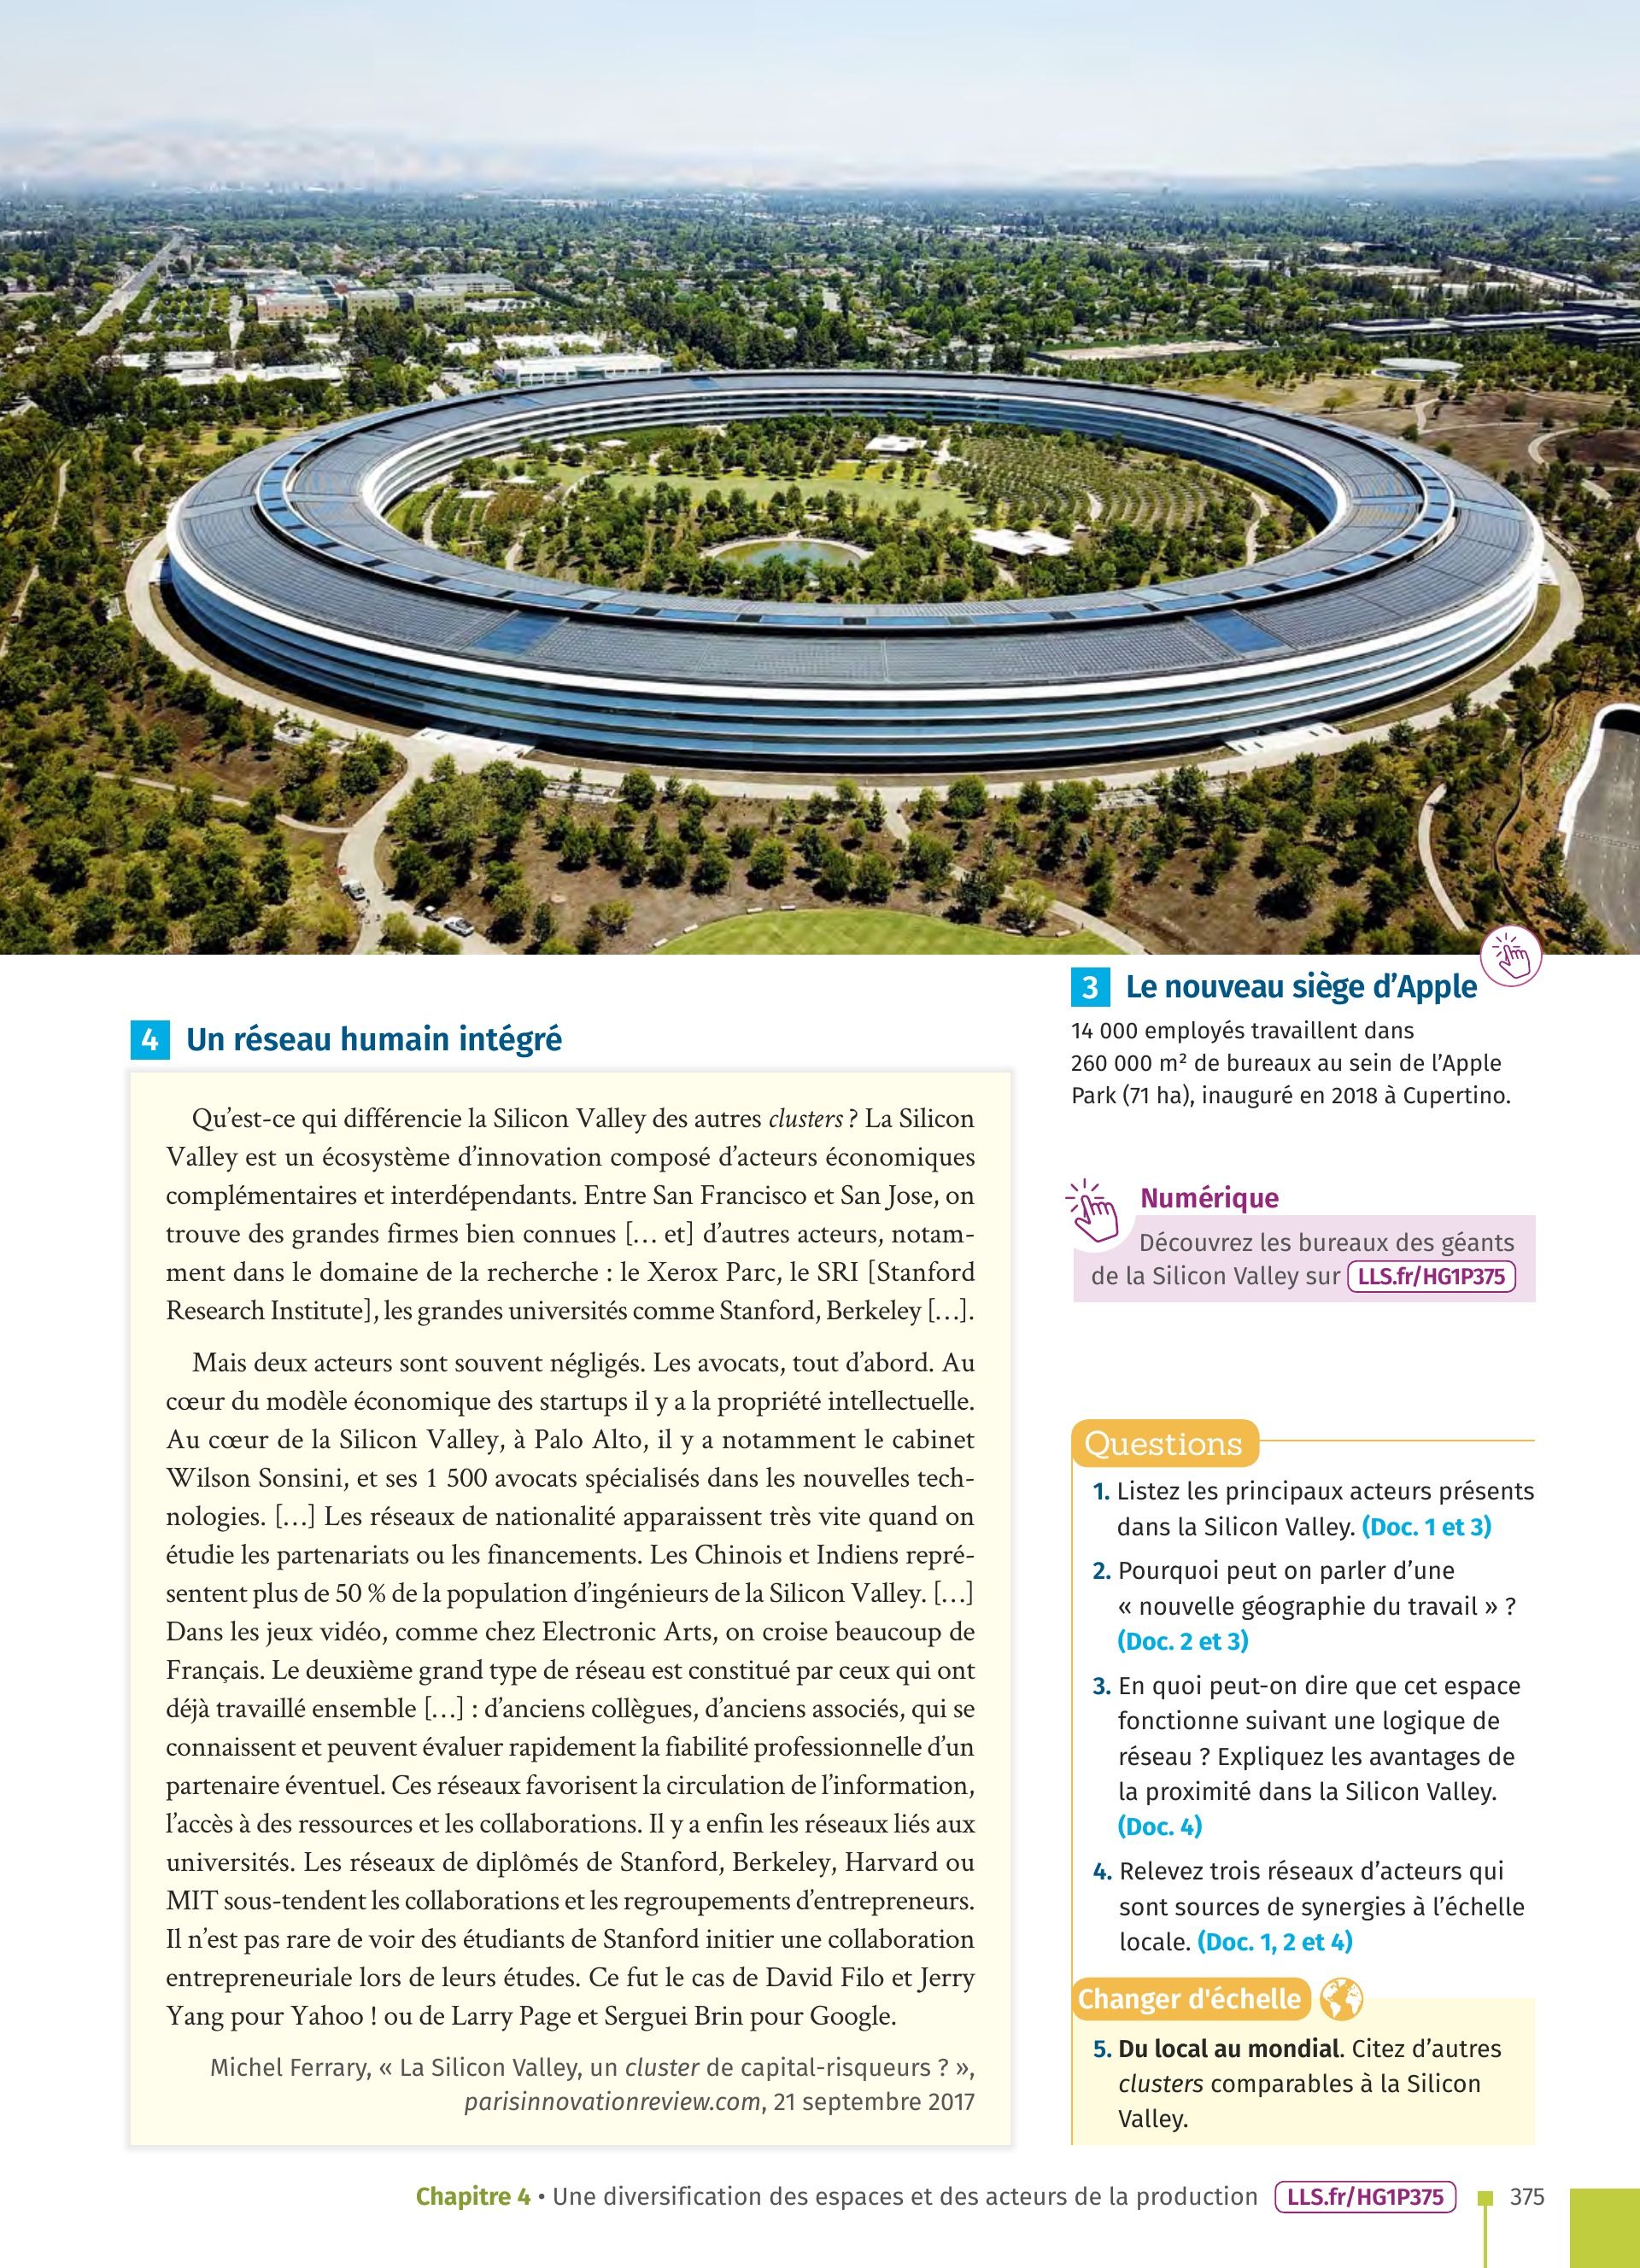 3 Le nouveau siège d’Apple
14 000 employés travaillent dans
260 000 m² de bureaux au sein de l’Apple
Park (71 ha), inauguré en 2018 à Cupertino.
4 Un réseau humain intégré
Qu’est-ce qui différencie la Silicon Valley des autres clusters ? La Silicon
Valley est un écosystème d’innovation composé d’acteurs économiques
complémentaires et interdépendants. Entre San Francisco et San Jose, on
trouve des grandes firmes bien connues [… et] d’autres acteurs, notam-
ment dans le domaine de la recherche : le Xerox Parc, le SRI [Stanford
Research Institute], les grandes universités comme Stanford, Berkeley […].
Mais deux acteurs sont souvent négligés. Les avocats, tout d’abord. Au
cœur du modèle économique des startups il y a la propriété intellectuelle.
Au cœur de la Silicon Valley, à Palo Alto, il y a notamment le cabinet
Wilson Sonsini, et ses 1 500 avocats spécialisés dans les nouvelles tech-
nologies. […] Les réseaux de nationalité apparaissent très vite quand on
étudie les partenariats ou les financements. Les Chinois et Indiens repré-
sentent plus de 50 % de la population d’ingénieurs de la Silicon Valley. […]
Dans les jeux vidéo, comme chez Electronic Arts, on croise beaucoup de
Français. Le deuxième grand type de réseau est constitué par ceux qui ont
déjà travaillé ensemble […] : d’anciens collègues, d’anciens associés, qui se
connaissent et peuvent évaluer rapidement la fiabilité professionnelle d’un
partenaire éventuel. Ces réseaux favorisent la circulation de l’information,
l’accès à des ressources et les collaborations. Il y a enfin les réseaux liés aux
universités. Les réseaux de diplômés de Stanford, Berkeley, Harvard ou
MIT sous-tendent les collaborations et les regroupements d’entrepreneurs.
Il n’est pas rare de voir des étudiants de Stanford initier une collaboration
entrepreneuriale lors de leurs études. Ce fut le cas de David Filo et Jerry
Yang pour Yahoo ! ou de Larry Page et Serguei Brin pour Google.
Michel Ferrary, « La Silicon Valley, un cluster de capital-risqueurs ? »,
parisinnovationreview.com, 21 septembre 2017
Numérique
Découvrez les bureaux des géants
de la Silicon Valley sur LLS.fr/HG1P375
Questions
1. Listez les principaux acteurs présents
dans la Silicon Valley. (Doc. 1 et 3)
2. Pourquoi peut on parler d’une
« nouvelle géographie du travail » ?
(Doc. 2 et 3)
3. En quoi peut-on dire que cet espace
fonctionne suivant une logique de
réseau ? Expliquez les avantages de
la proximité dans la Silicon Valley.
(Doc. 4)
4. Relevez trois réseaux d’acteurs qui
sont sources de synergies à l’échelle
locale. (Doc. 1, 2 et 4)
Changer d'échelle
5. Du local au mondial. Citez d’autres
clusters comparables à la Silicon
Valley.
Chapitre 4 • Une diversification des espaces et des acteurs de la production LLS.fr/HG1P375 375